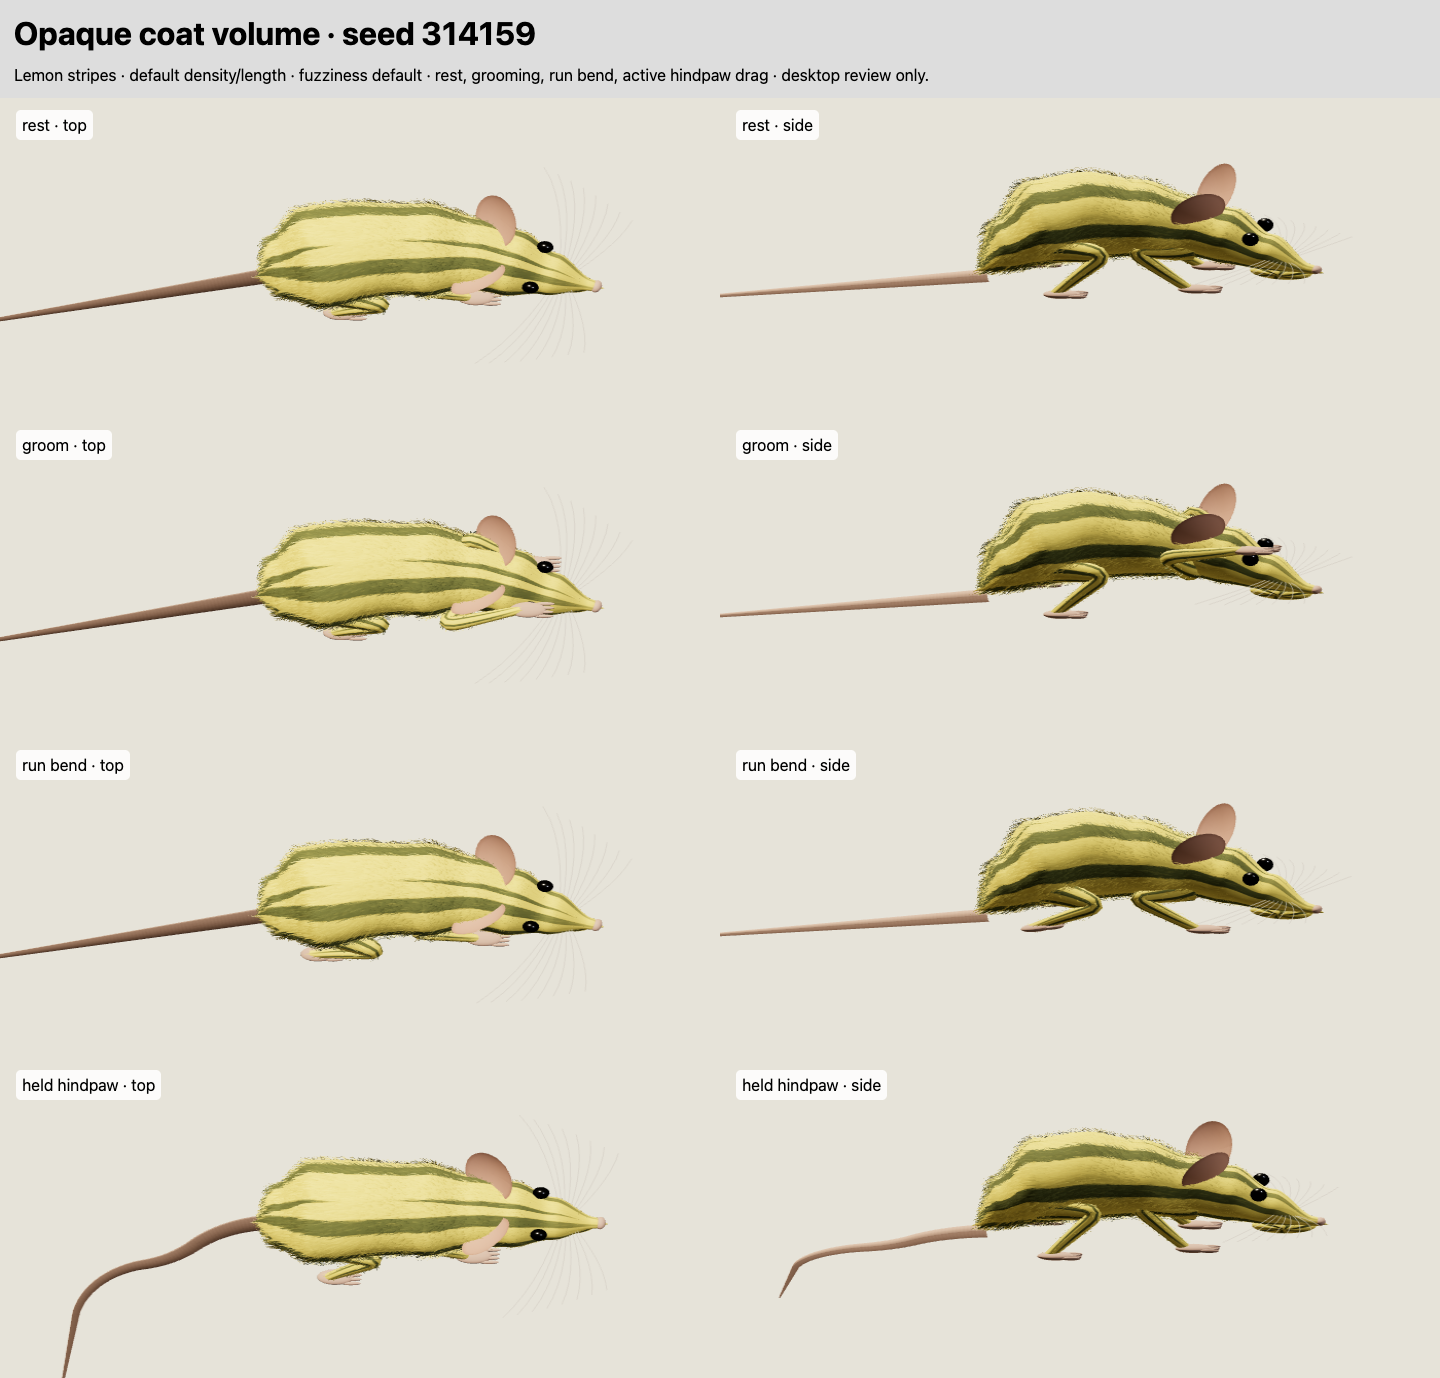 Opaque coat volume · seed 314159
Lemon stripes · default density/length · fuzziness default · rest, grooming, run bend, active hindpaw drag · desktop review only.
rest · top
rest · side
groom · top
groom · side
run bend · top
run bend · side
held hindpaw · top
held hindpaw · side